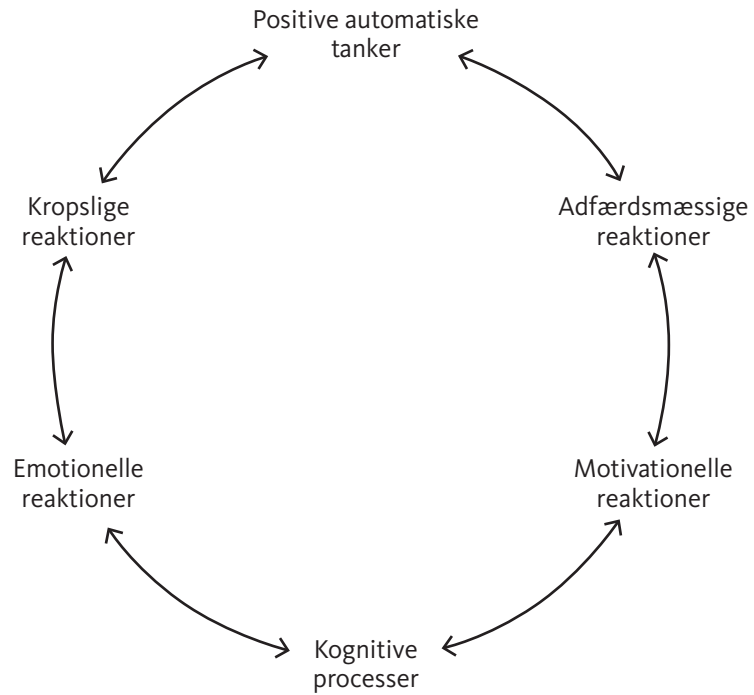 Positive automatiske
tanker
Kropslige
reaktioner
Adfærdsmæssige
reaktioner
Emotionelle
reaktioner
Motivationelle
reaktioner
Kognitive
processer